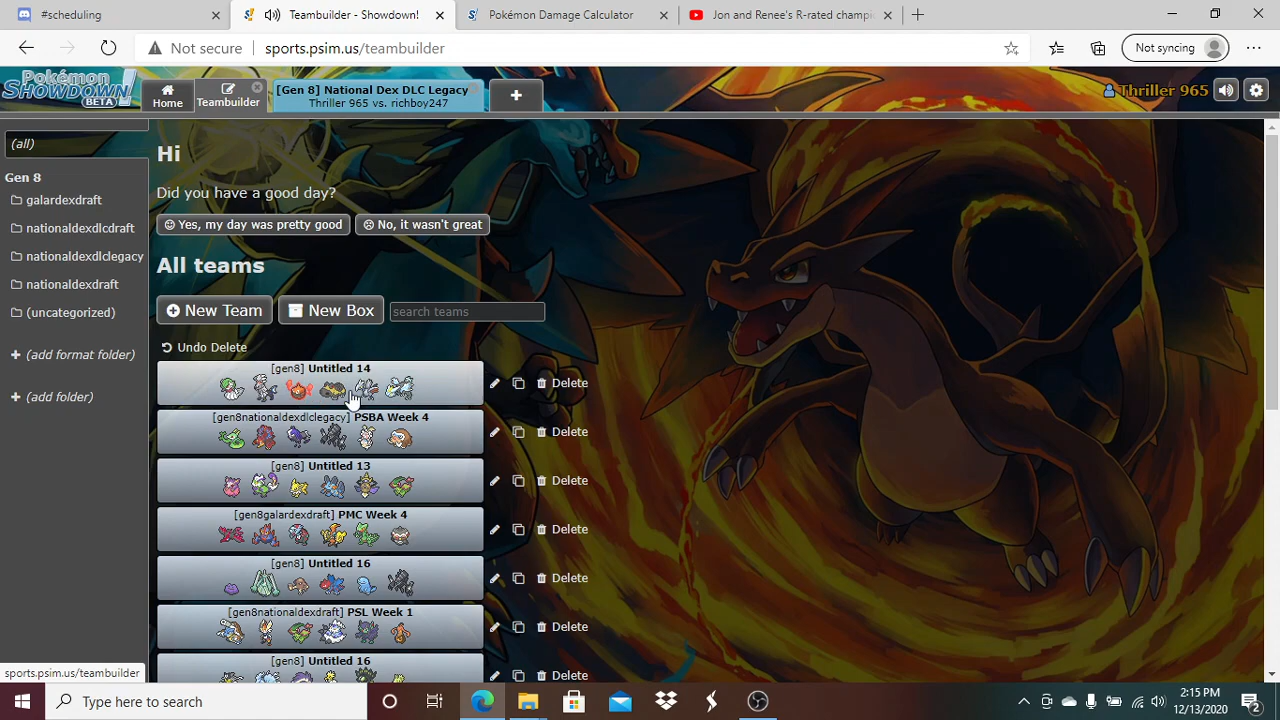 #scheduling
Teambuilder - Showdown!
Pokémon Damage Calculator
Jon and Renee's R-rated champi
Not secure
sports.psim.us/teambuilder
Not syncing
Pokémon
SHOWDOWN
BETA
Home
Teambuilder
[Gen 8] National Dex DLC Legacy
Thriller 965 vs. richboy247
Thriller 965
(all)
Gen 8
galardexdraft
nationaldexdlcdraft
nationaldexdlclegacy
nationaldexdraft
(uncategorized)
(add format folder)
(add folder)
Hi
Did you have a good day?
Yes, my day was pretty good
No, it wasn't great
All teams
New Team
New Box
search teams
Undo Delete
[gen8] Untitled 14
Delete
[gen8nationaldexdlclegacy] PSBA Week 4
Delete
[gen8] Untitled 13
Delete
[gen8galardexdraft] PMC Week 4
Delete
[gen8] Untitled 16
Delete
[gen8nationaldexdraft] PSL Week 1
Delete
[gen8] Untitled 16
Delete
sports.psim.us/teambuilder
Type here to search
2:15 PM
12/13/2020
2